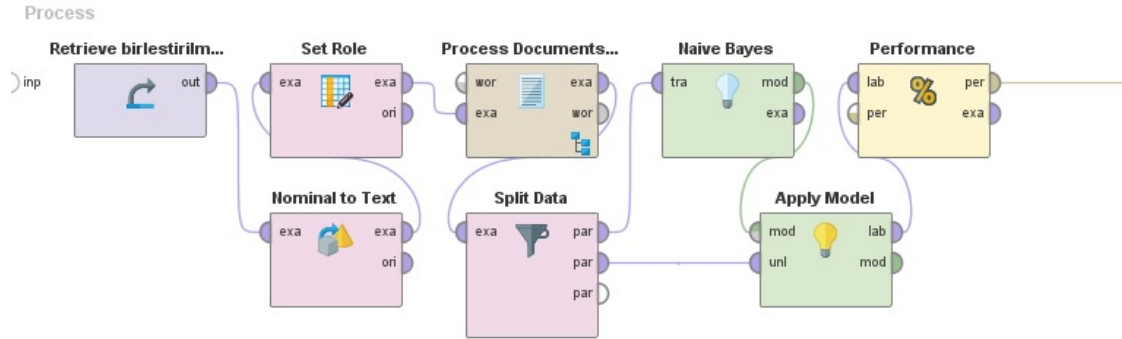 Process
Retrieve birlestirilm...
inp
out
Set Role
exa
exa
ori
Process Documents...
wor
exa
exa
wor
Naive Bayes
tra
mod
exa
Performance
%
lab
per
per
exa
Nominal to Text
exa
exa
ori
Split Data
exa
par
par
par
Apply Model
mod
lab
unl
mod